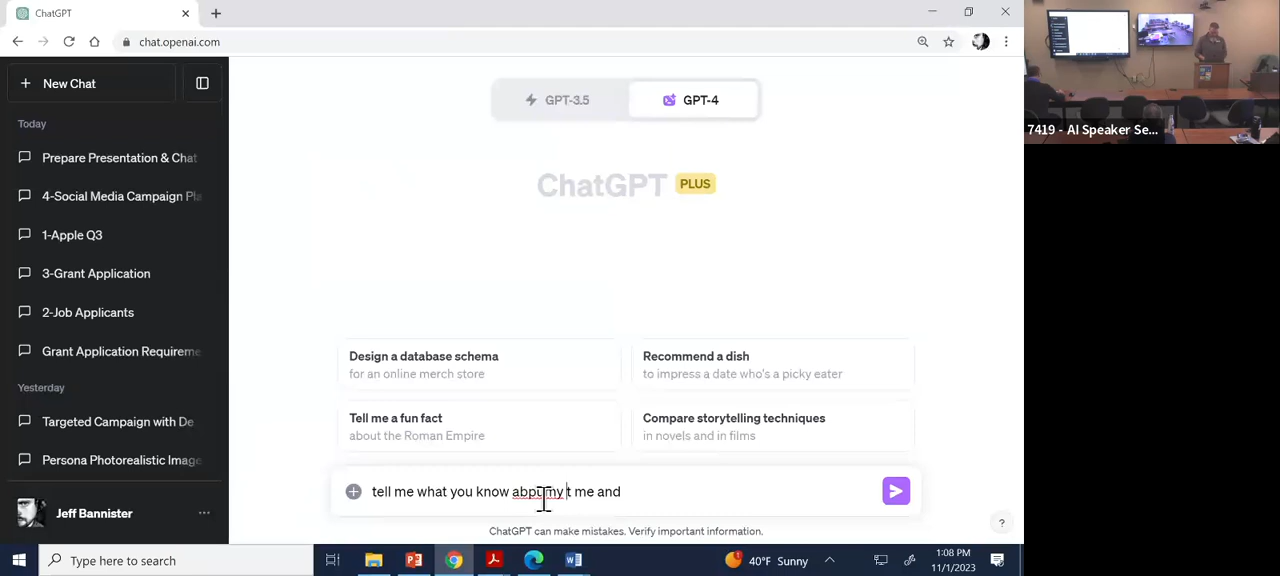 ChatGPT
chat.openai.com
New Chat
GPT-3.5
GPT-4
Today
Prepare Presentation & Chat
4-Social Media Campaign Pla
1-Apple Q3
3-Grant Application
2-Job Applicants
Grant Application Requireme
Yesterday
Targeted Campaign with De
Persona Photorealistic Image
Jeff Bannister
ChatGPT PLUS
Design a database schema
for an online merch store
Recommend a dish
to impress a date who's a picky eater
Tell me a fun fact
about the Roman Empire
Compare storytelling techniques
in novels and in films
tell me what you know abpt my t me and
ChatGPT can make mistakes. Verify important information.
?
Type here to search
40°F Sunny
1:08 PM
11/1/2023
7419 - AI Speaker Se...